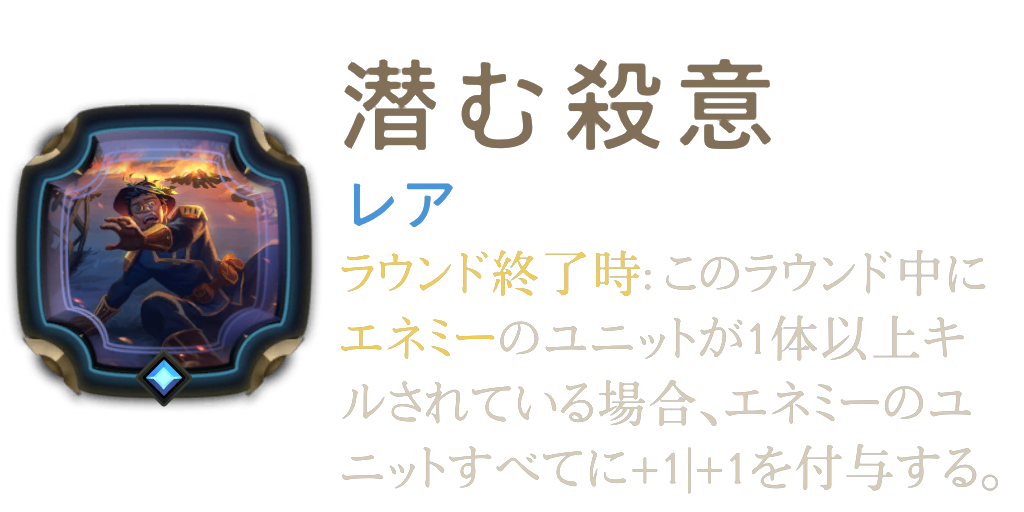 潜む殺意
レア
ラウンド終了時: このラウンド中に
エネミーのユニットが1体以上キ
ルされている場合、エネミーのユ
ニットすべてに+1|+1を付与する。